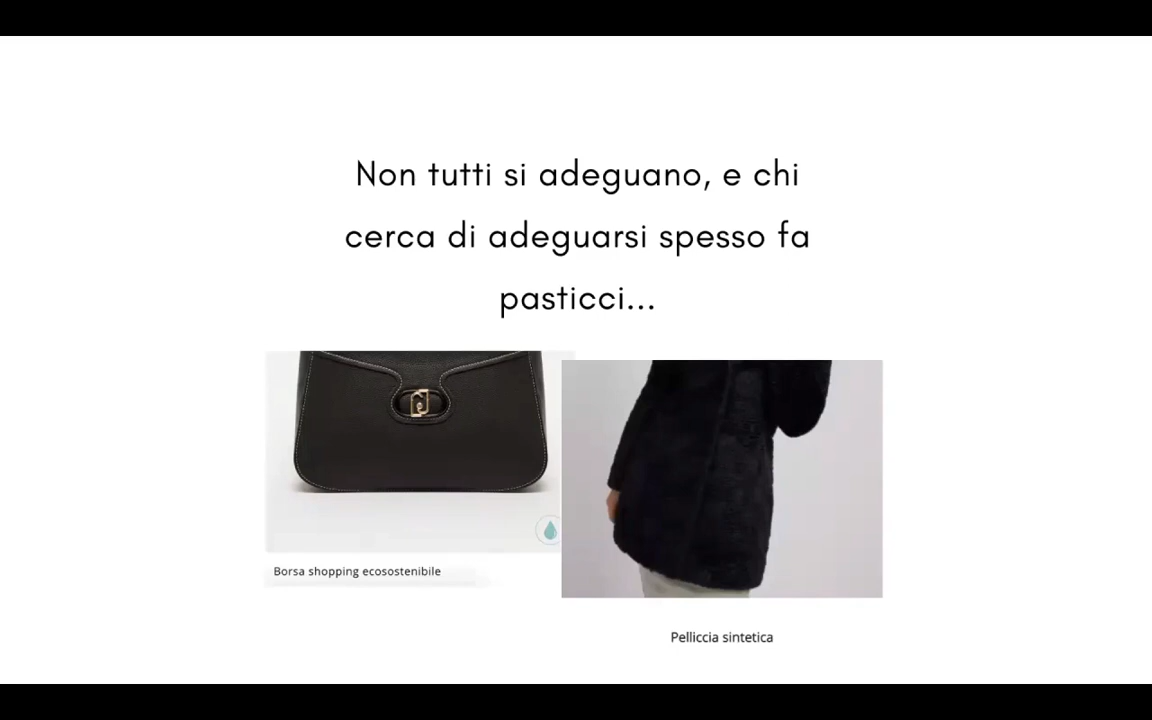 Non tutti si adeguano, e chi
cerca di adeguarsi spesso fa
pasticci...
Borsa shopping ecosostenibile
Pelliccia sintetica